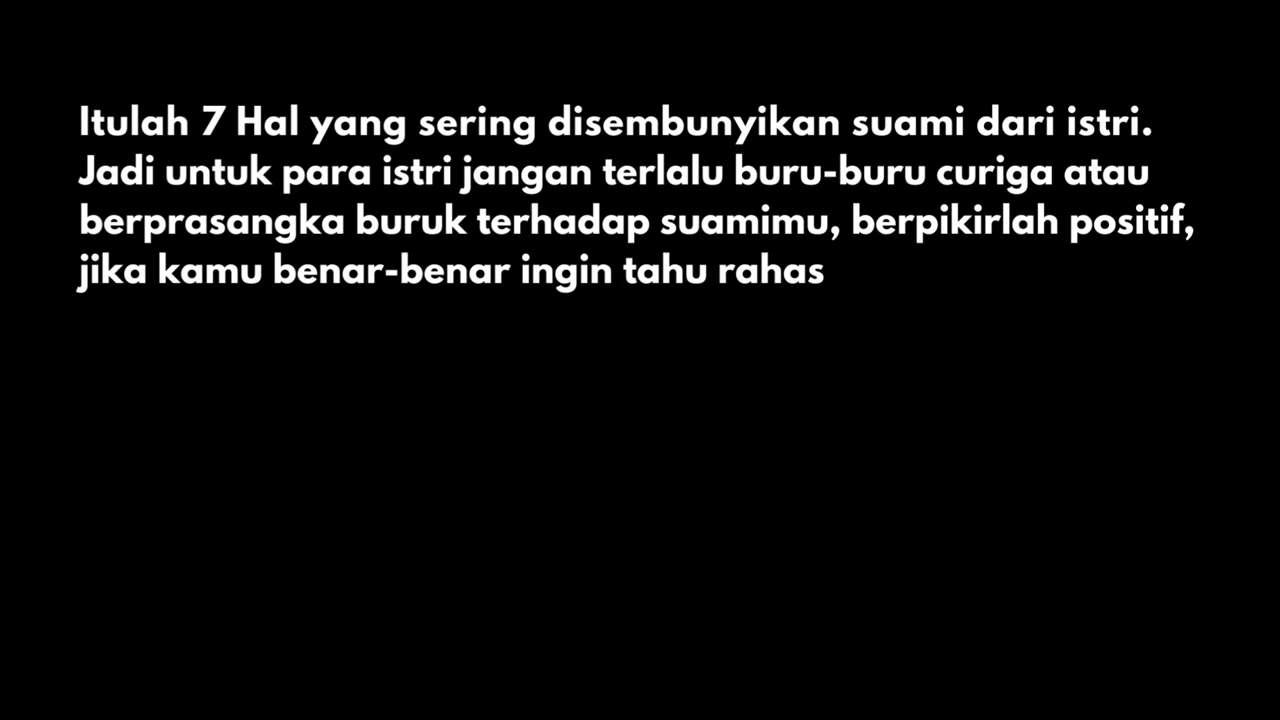 Itulah 7 Hal yang sering disembunyikan suami dari istri.
Jadi untuk para istri jangan terlalu buru-buru curiga atau
berprasangka buruk terhadap suamimu, berpikirlah positif,
jika kamu benar-benar ingin tahu rahas